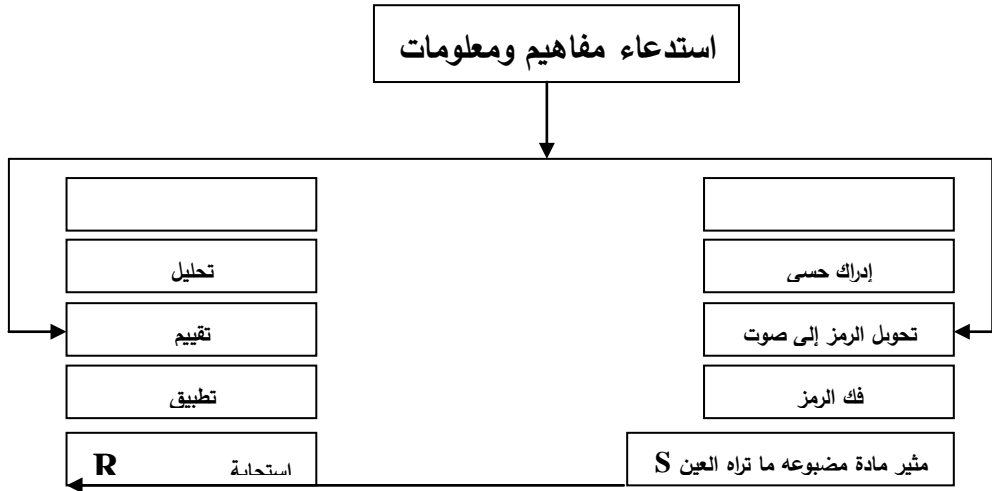 استدعاء مفاهيم ومعلومات
إدراك حسى
تحويل الرمز إلى صوت
فك الرمز
مثير مادة مضبوعه ما تراه العين S
تحليل
تقييم
تطبيق
استجابة R